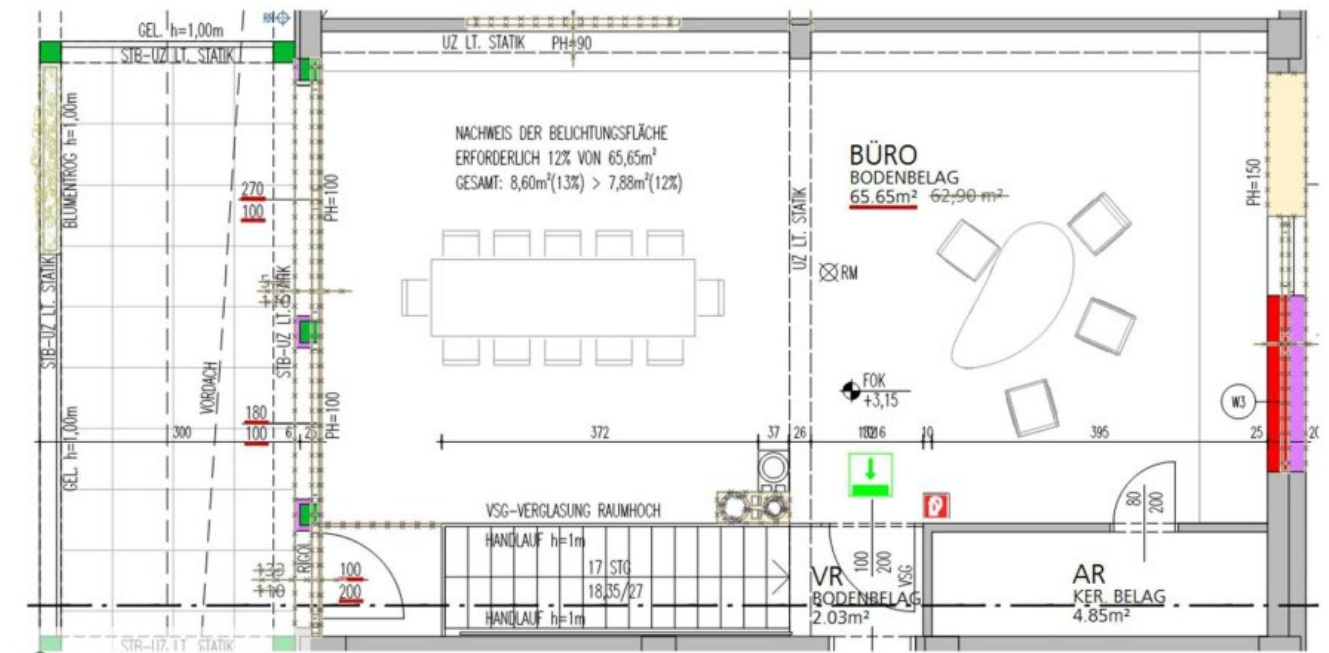 GEL. h=1,00m
STB-UZ LT. STATIK
UZ LT. STATIK PH=90
BLUMENTROG h=1,00m
NACHWEIS DER BELICHTUNGSFLÄCHE
ERFORDERLICH 12% VON 65,65m²
GESAMT: 8,60m²(13%) > 7,88m²(12%)
BÜRO
BODENBELAG
65.65m² 62,90 m²
270
100
PH=100
PH=150
UZ LT. STATIK
RM
STB-UZ LT. STATIK
VORDACH
FOK
+3,15
W3
180
100
PH=100
300
6
372
37
26
10
395
25
GEL. h=1,00m
VSG-VERGLASUNG RAUMHOCH
HANDLAUF h=1m
17 STG
18,35/27
HANDLAUF h=1m
RIGOL
110
100
200
100
200
VSG
80
200
VR
BODENBELAG
2.03m²
AR
KER. BELAG
4.85m²
STB-UZ LT. STATIK